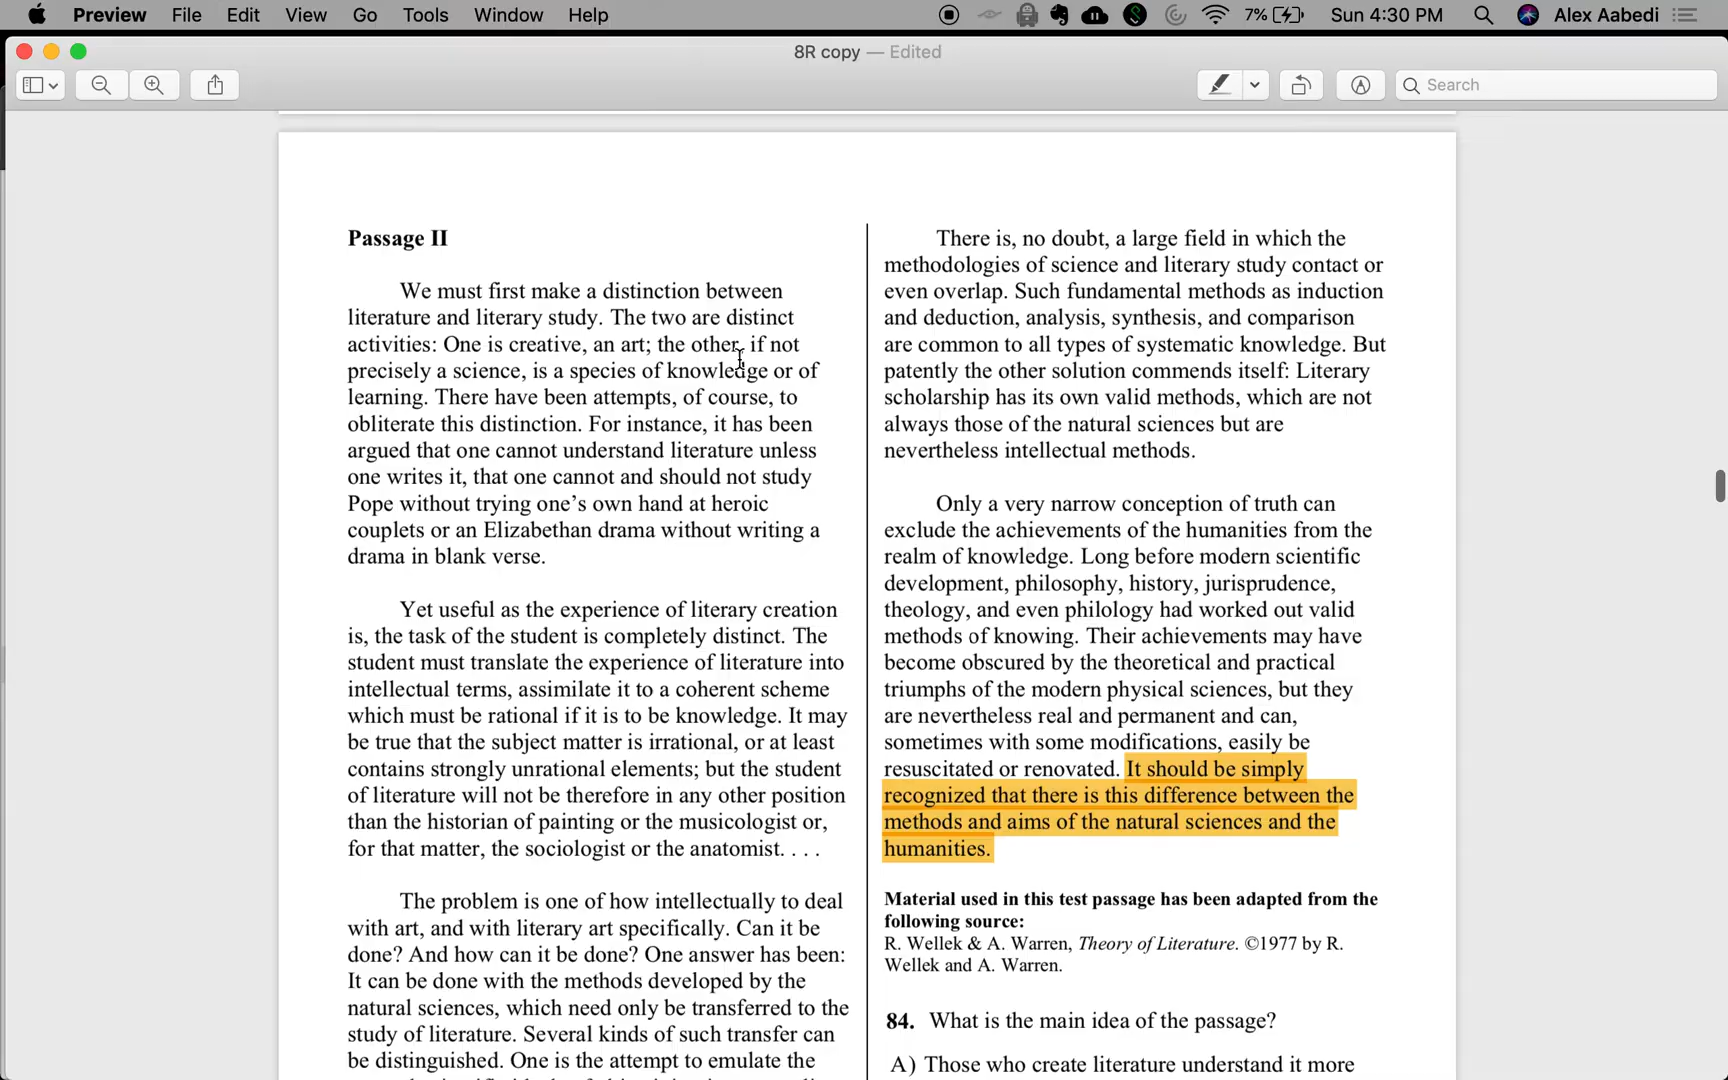 Preview File Edit View Go Tools Window Help
7% Sun 4:30 PM Alex Aabedi
8R copy — Edited
Search
Passage II
We must first make a distinction between
literature and literary study. The two are distinct
activities: One is creative, an art; the other, if not
precisely a science, is a species of knowledge or of
learning. There have been attempts, of course, to
obliterate this distinction. For instance, it has been
argued that one cannot understand literature unless
one writes it, that one cannot and should not study
Pope without trying one’s own hand at heroic
couplets or an Elizabethan drama without writing a
drama in blank verse.
Yet useful as the experience of literary creation
is, the task of the student is completely distinct. The
student must translate the experience of literature into
intellectual terms, assimilate it to a coherent scheme
which must be rational if it is to be knowledge. It may
be true that the subject matter is irrational, or at least
contains strongly unrational elements; but the student
of literature will not be therefore in any other position
than the historian of painting or the musicologist or,
for that matter, the sociologist or the anatomist. . . .
The problem is one of how intellectually to deal
with art, and with literary art specifically. Can it be
done? And how can it be done? One answer has been:
It can be done with the methods developed by the
natural sciences, which need only be transferred to the
study of literature. Several kinds of such transfer can
be distinguished. One is the attempt to emulate the
There is, no doubt, a large field in which the
methodologies of science and literary study contact or
even overlap. Such fundamental methods as induction
and deduction, analysis, synthesis, and comparison
are common to all types of systematic knowledge. But
patently the other solution commends itself: Literary
scholarship has its own valid methods, which are not
always those of the natural sciences but are
nevertheless intellectual methods.
Only a very narrow conception of truth can
exclude the achievements of the humanities from the
realm of knowledge. Long before modern scientific
development, philosophy, history, jurisprudence,
theology, and even philology had worked out valid
methods of knowing. Their achievements may have
become obscured by the theoretical and practical
triumphs of the modern physical sciences, but they
are nevertheless real and permanent and can,
sometimes with some modifications, easily be
resuscitated or renovated. It should be simply
recognized that there is this difference between the
methods and aims of the natural sciences and the
humanities.
Material used in this test passage has been adapted from the
following source:
R. Wellek & A. Warren, Theory of Literature. ©1977 by R.
Wellek and A. Warren.
84. What is the main idea of the passage?
A) Those who create literature understand it more